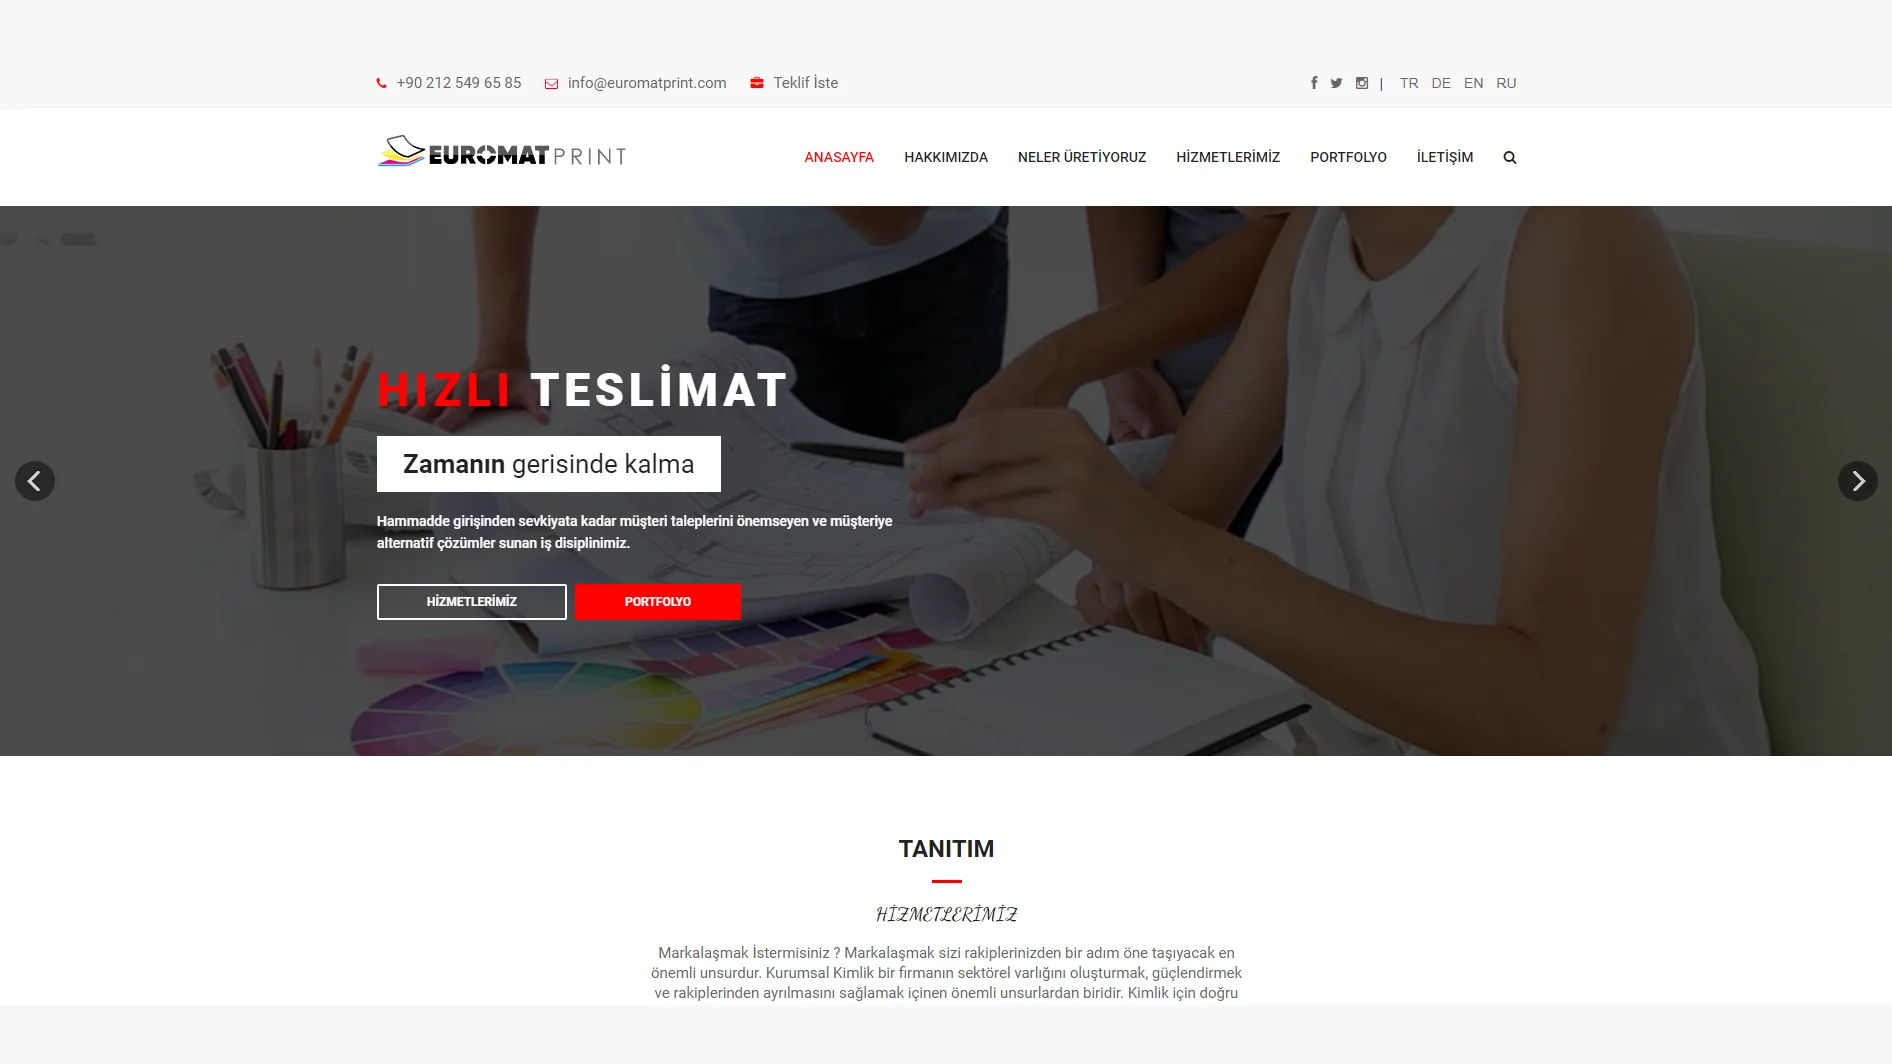 +90 212 549 65 85 info@euromatprint.com Teklif İste | TR DE EN RU
EUROMAT PRINT
ANASAYFA HAKKIMIZDA NELER ÜRETİYORUZ HİZMETLERİMİZ PORTFOLYO İLETİŞİM
HIZLI TESLİMAT
Zamanın gerisinde kalma
Hammadde girişinden sevkiyata kadar müşteri taleplerini önemseyen ve müşteriye
alternatif çözümler sunan iş disiplinimiz.
HİZMETLERİMİZ PORTFOLYO
TANITIM
HİZMETLERİMİZ
Markalaşmak İstermisiniz ? Markalaşmak sizi rakiplerinizden bir adım öne taşıyacak en
önemli unsurdur. Kurumsal Kimlik bir firmanın sektörel varlığını oluşturmak, güçlendirmek
ve rakiplerinden ayrılmasını sağlamak içinen önemli unsurlardan biridir. Kimlik için doğru